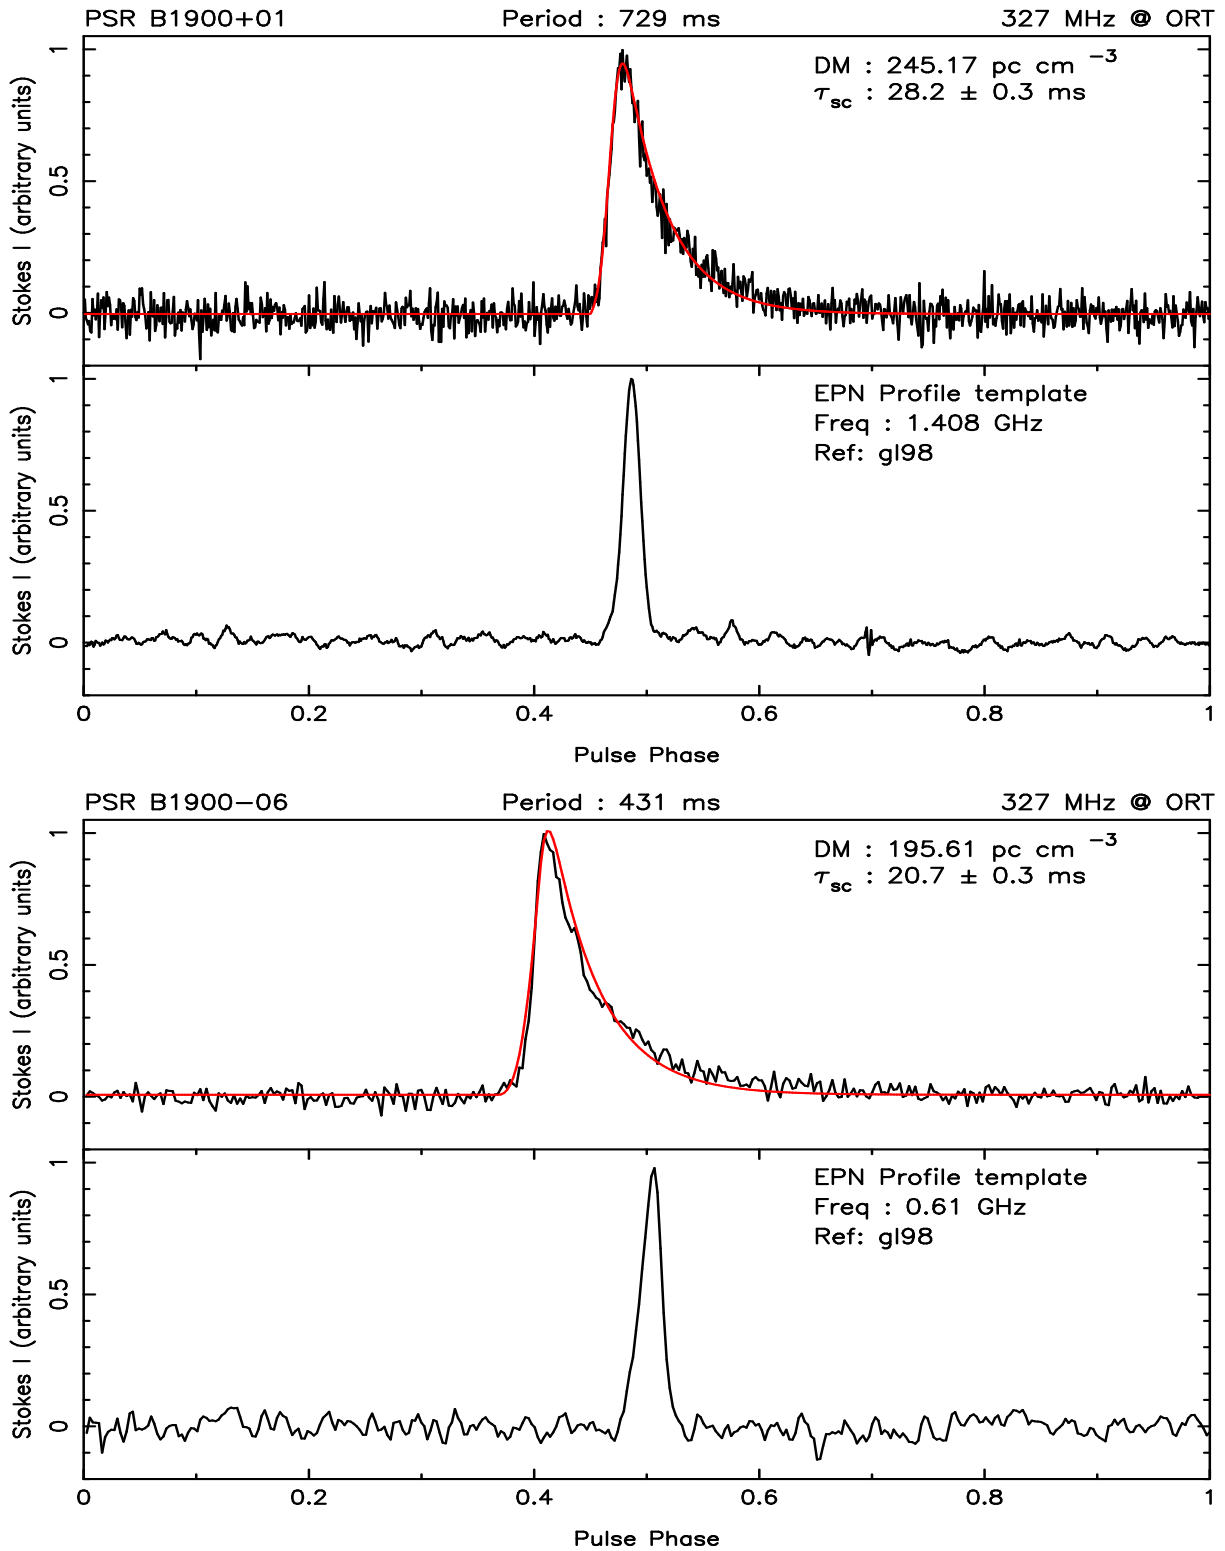 PSR B1900+01 Period : 729 ms 327 MHz @ ORT
DM : 245.17 pc cm −3
τsc : 28.2 ± 0.3 ms
Stokes I (arbitrary units)
1
0.5
0
EPN Profile template
Freq : 1.408 GHz
Ref: gl98
Stokes I (arbitrary units)
1
0.5
0
0 0.2 0.4 0.6 0.8 1
Pulse Phase
PSR B1900−06 Period : 431 ms 327 MHz @ ORT
DM : 195.61 pc cm −3
τsc : 20.7 ± 0.3 ms
Stokes I (arbitrary units)
1
0.5
0
EPN Profile template
Freq : 0.61 GHz
Ref: gl98
Stokes I (arbitrary units)
1
0.5
0
0 0.2 0.4 0.6 0.8 1
Pulse Phase